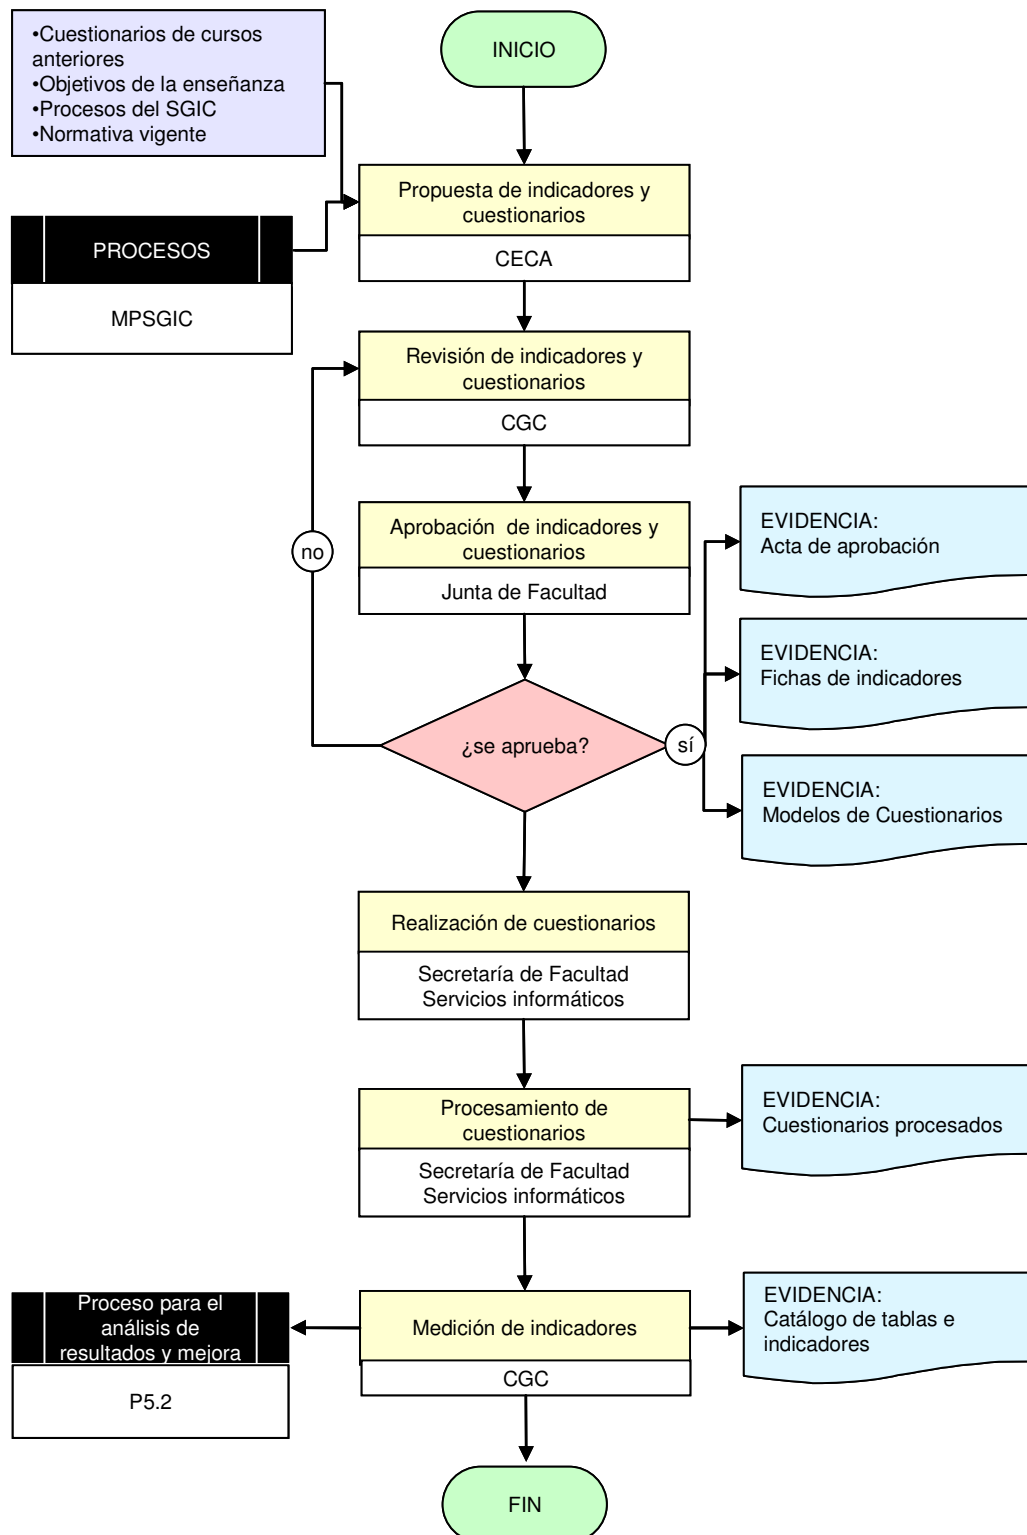 •Cuestionarios de cursos
anteriores
•Objetivos de la enseñanza
•Procesos del SGIC
•Normativa vigente
INICIO
Propuesta de indicadores y
cuestionarios
CECA
PROCESOS
MPSGIC
Revisión de indicadores y
cuestionarios
CGC
Aprobación de indicadores y
cuestionarios
Junta de Facultad
no
¿se aprueba?
sí
EVIDENCIA:
Acta de aprobación
EVIDENCIA:
Fichas de indicadores
EVIDENCIA:
Modelos de Cuestionarios
Realización de cuestionarios
Secretaría de Facultad
Servicios informáticos
Procesamiento de
cuestionarios
Secretaría de Facultad
Servicios informáticos
EVIDENCIA:
Cuestionarios procesados
Proceso para el
análisis de
resultados y mejora
P5.2
Medición de indicadores
CGC
EVIDENCIA:
Catálogo de tablas e
indicadores
FIN